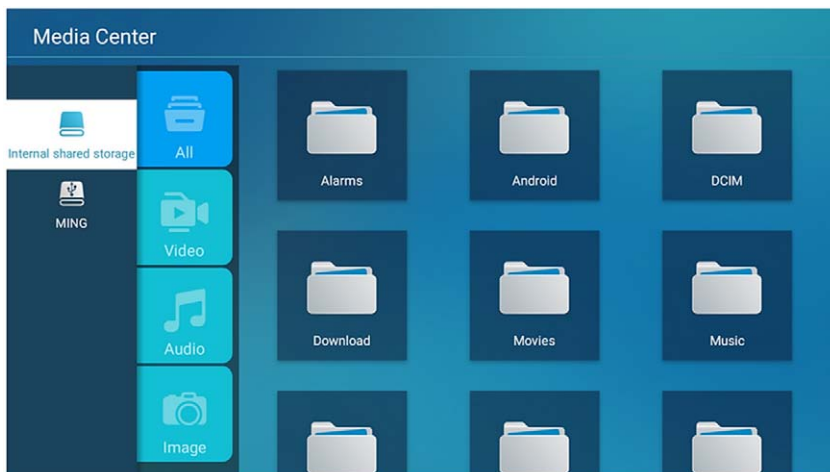 Media Center
Internal shared storage
MING
All
Video
Audio
Image
Alarms
Android
DCIM
Download
Movies
Music